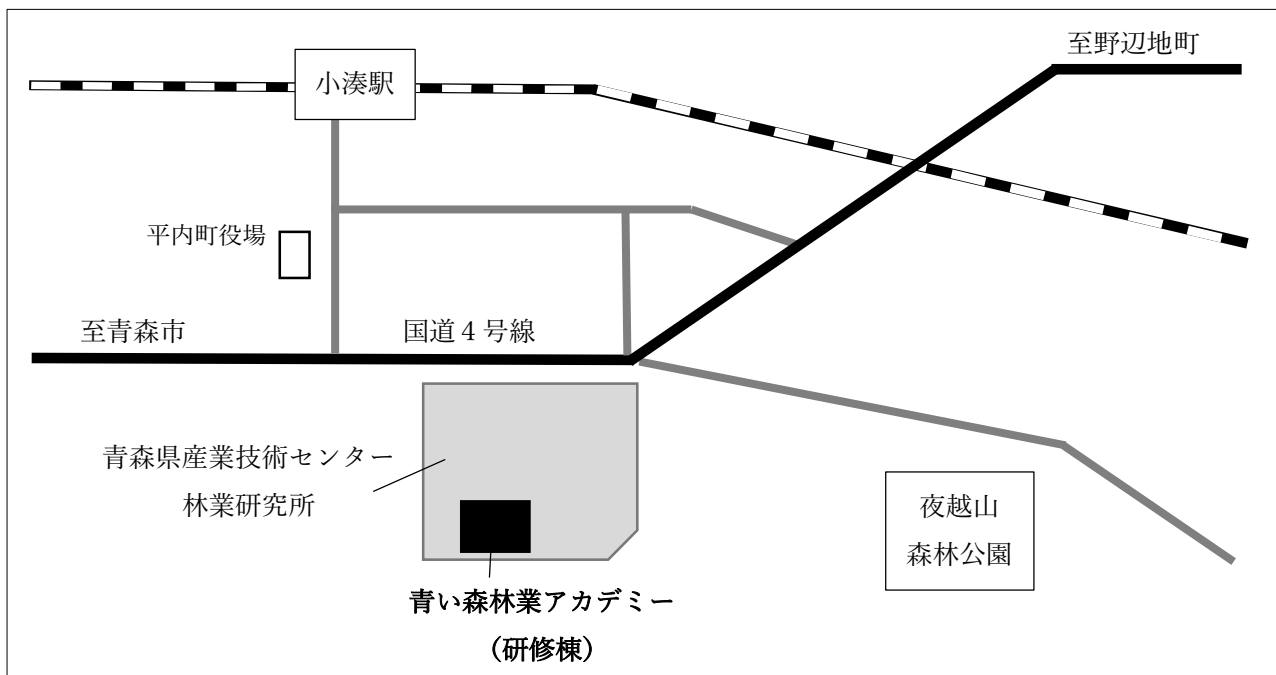 至野辺地町
小湊駅
平内町役場
至青森市
国道４号線
青森県産業技術センター
林業研究所
夜越山
森林公園
青い森林業アカデミー
（研修棟）